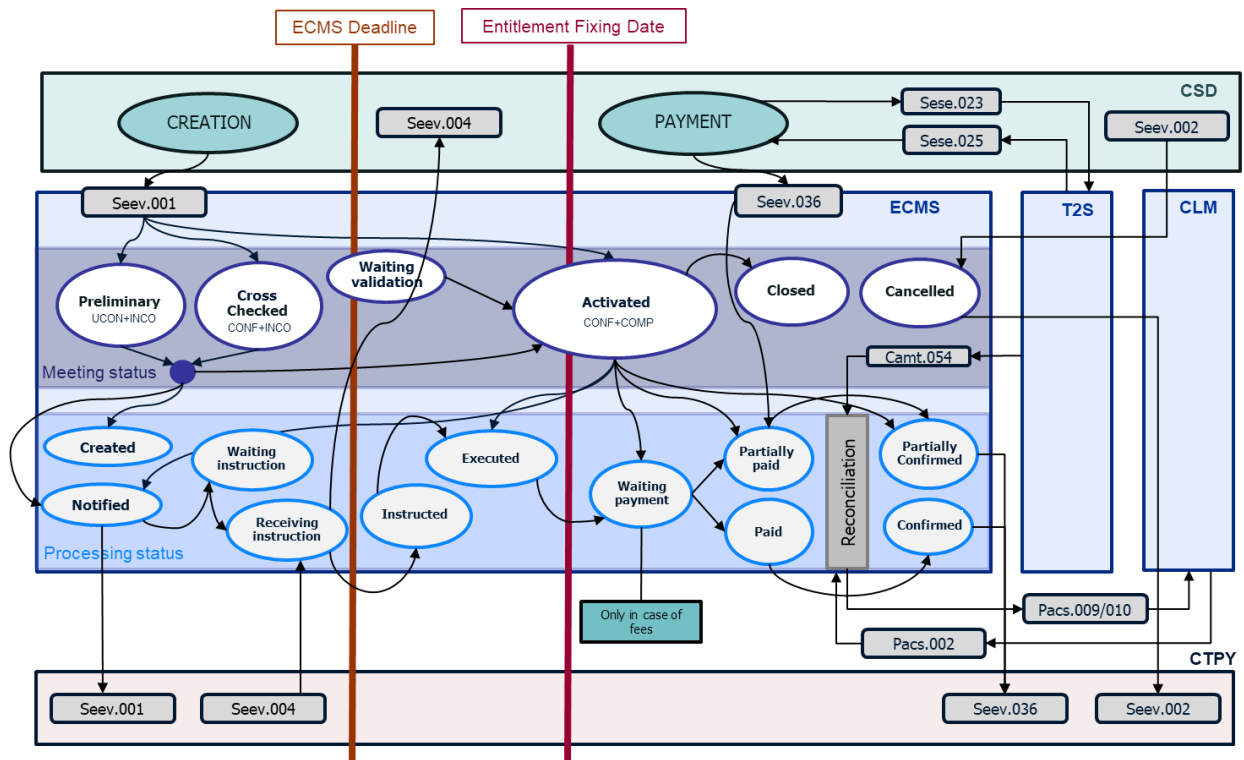 ECMS Deadline
Entitlement Fixing Date
CSD
CREATION
Seev.004
PAYMENT
Sese.023
Seev.002
Sese.025
Seev.001
Seev.036
ECMS
T2S
CLM
Waiting
validation
Preliminary
UCON+INCO
Cross
Checked
CONF+INCO
Activated
CONF+COMP
Closed
Cancelled
Camt.054
Meeting status
Created
Waiting
instruction
Executed
Partially
paid
Reconciliation
Partially
Confirmed
Notified
Receiving
instruction
Instructed
Waiting
payment
Paid
Confirmed
Processing status
Only in case of
fees
Pacs.009/010
Pacs.002
CTPY
Seev.001
Seev.004
Seev.036
Seev.002